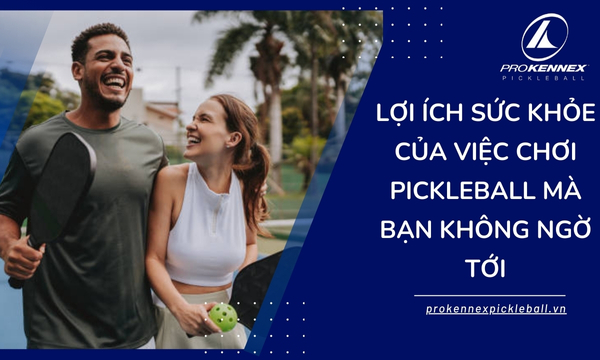 PROKENNEX
PICKLEBALL
LỢI ÍCH SỨC KHỎE
CỦA VIỆC CHƠI
PICKLEBALL MÀ
BẠN KHÔNG NGỜ
TỚI
prokennexpickleball.vn